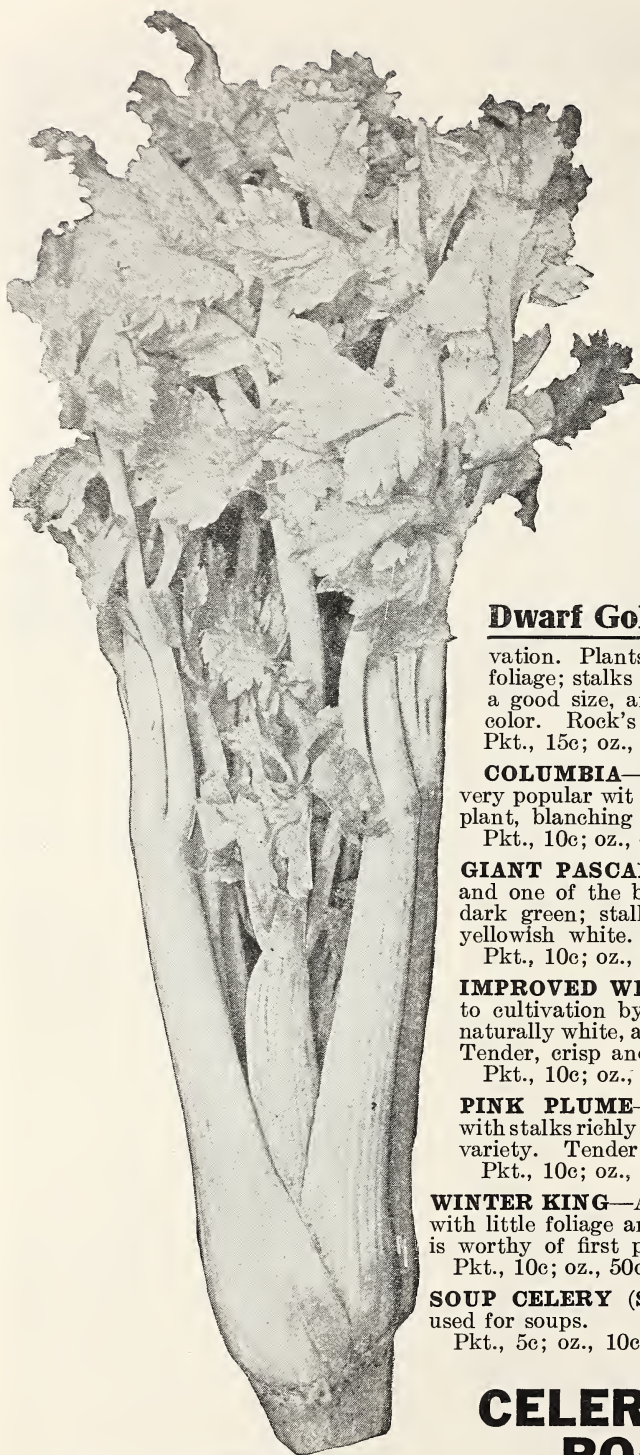 Dwarf Gol
vation. Plants
foliage; stalks
a good size, a
color. Rock's
Pkt., 15c; oz.,
COLUMBIA—
very popular wit
plant, blanching
Pkt., 10c; oz.,
GIANT PASCA
and one of the b
dark green; stal
yellowish white.
Pkt., 10c; oz.,
IMPROVED W
to cultivation by
naturally white, a
Tender, crisp an
Pkt., 10c; oz.,
PINK PLUME—
with stalks richly
variety. Tender
Pkt., 10c; oz.,
WINTER KING—A
with little foliage a
is worthy of first p
Pkt., 10c; oz., 50c
SOUP CELERY (S
used for soups.
Pkt., 5c; oz., 10c
CELER
RO